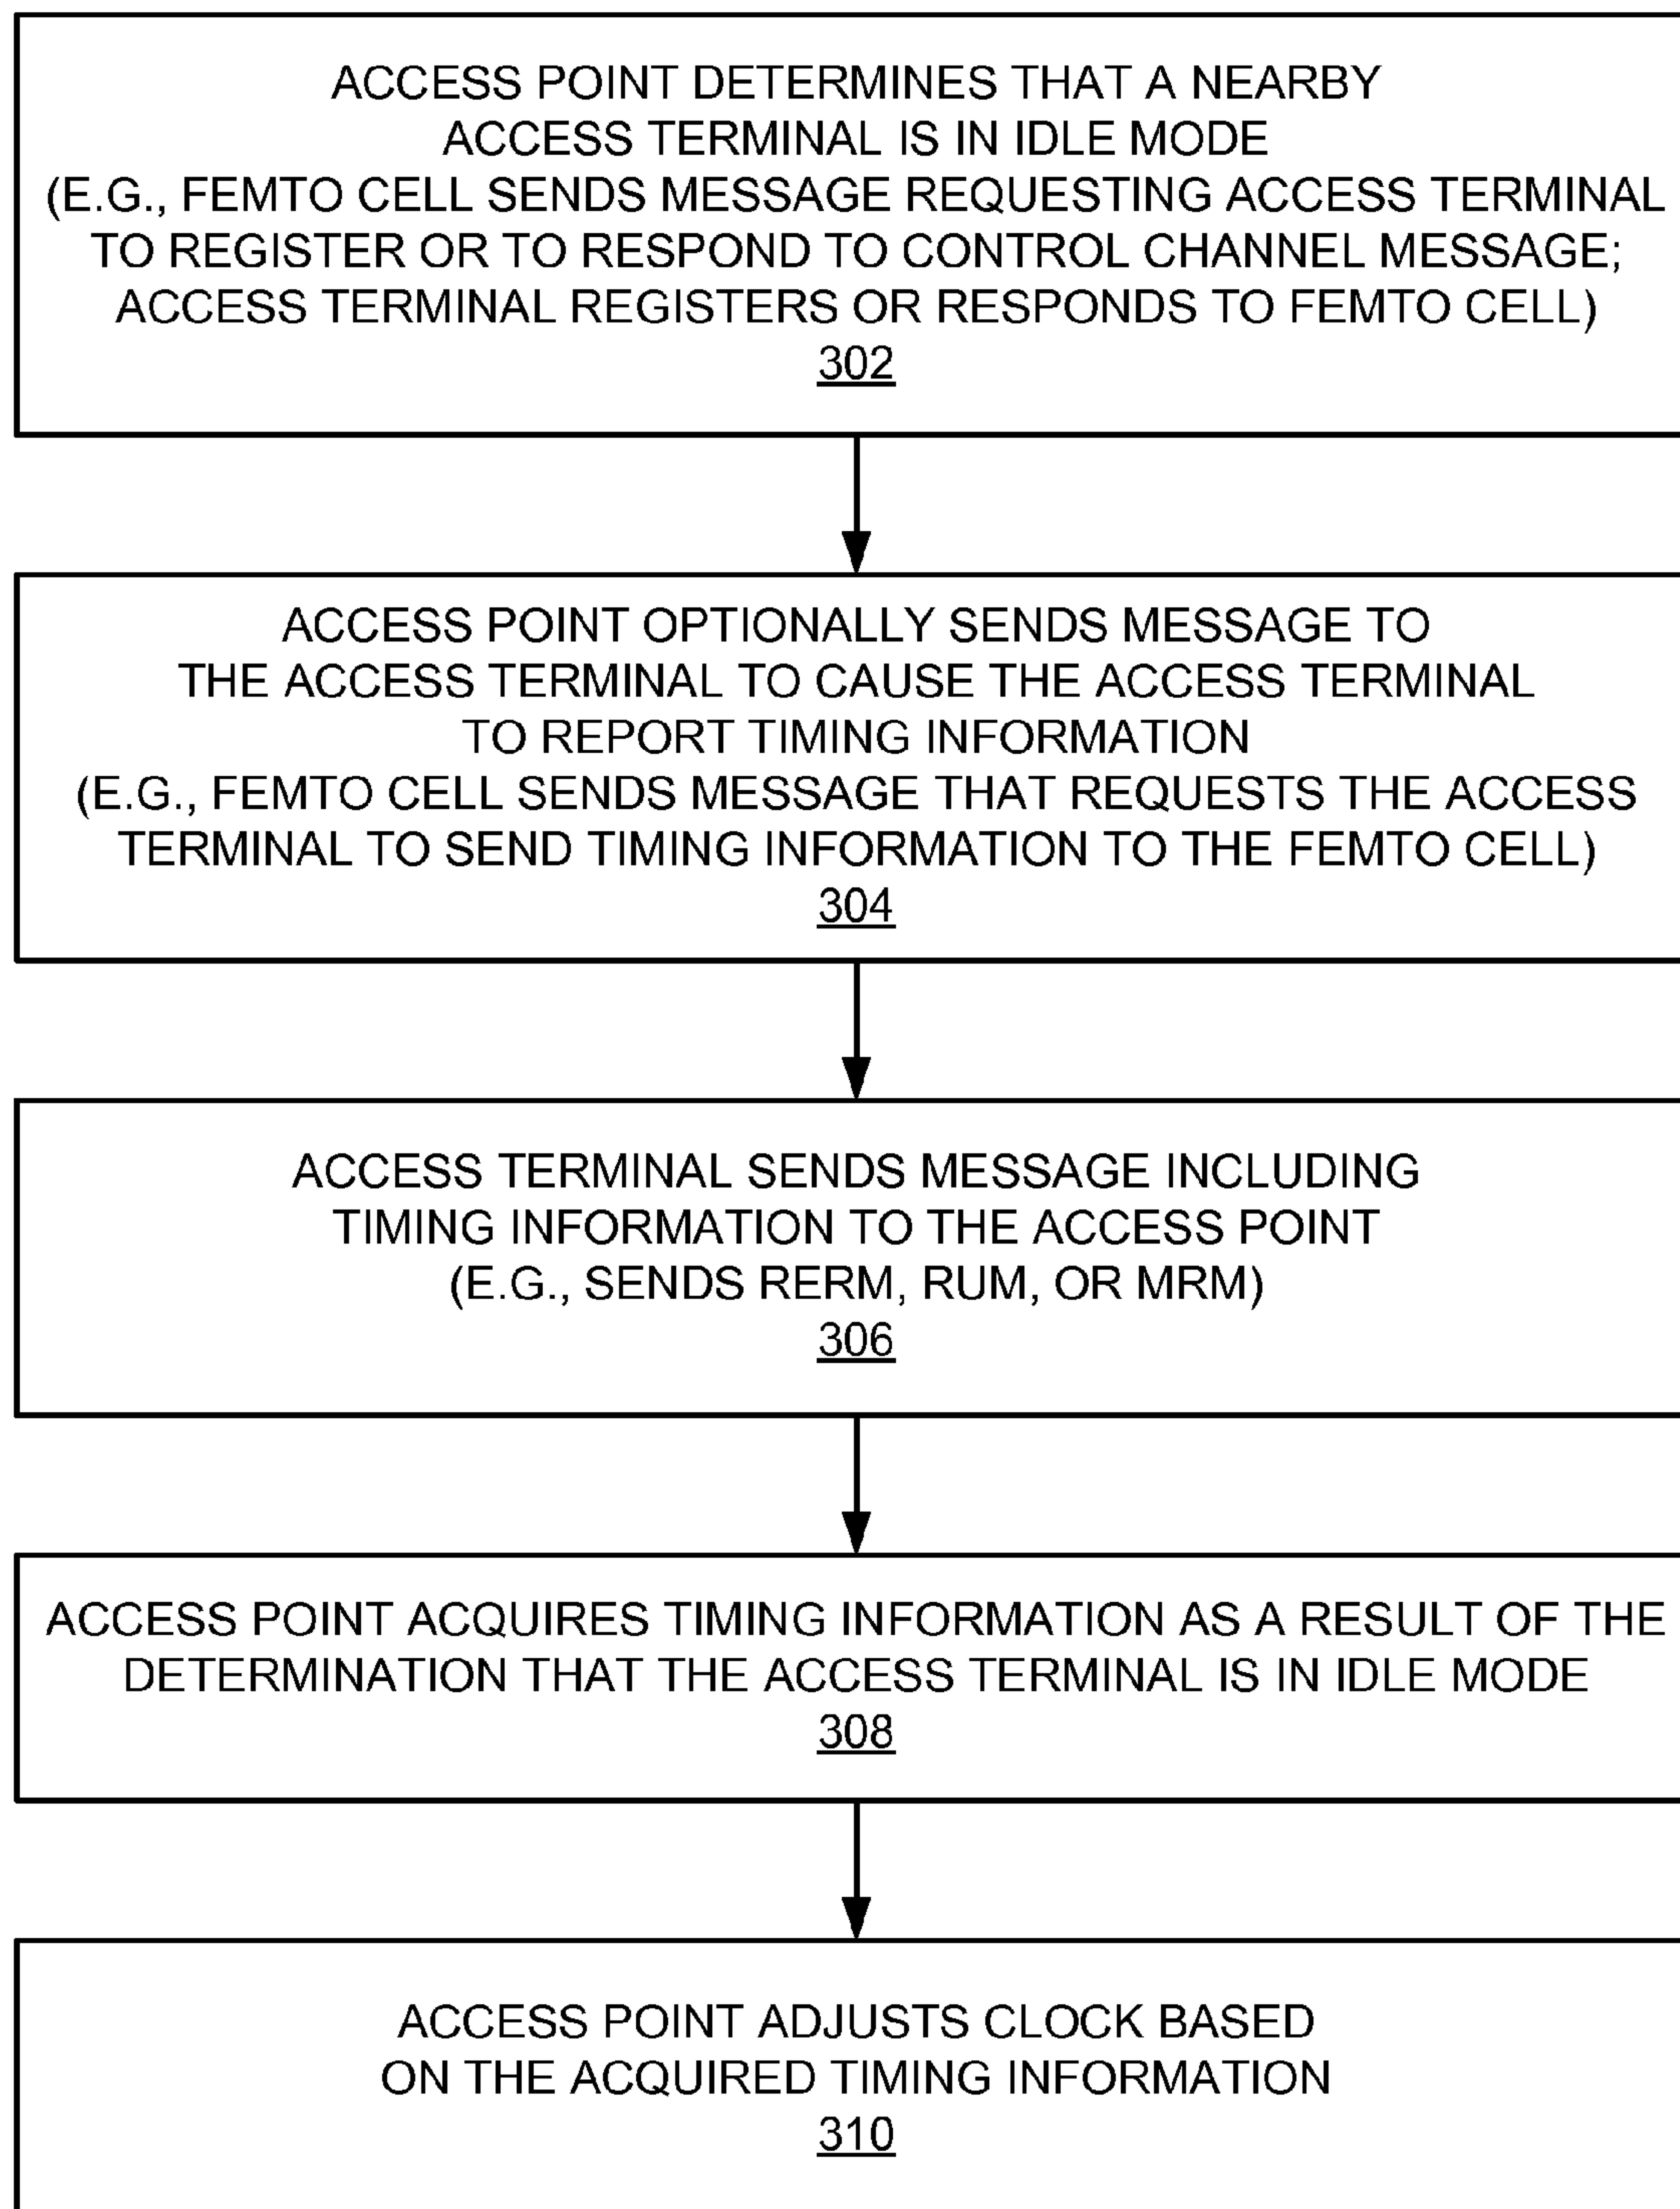 ACCESS POINT DETERMINES THAT A NEARBY
ACCESS TERMINAL IS IN IDLE MODE
(E.G., FEMTO CELL SENDS MESSAGE REQUESTING ACCESS TERMINAL
TO REGISTER OR TO RESPOND TO CONTROL CHANNEL MESSAGE;
ACCESS TERMINAL REGISTERS OR RESPONDS TO FEMTO CELL)
302
ACCESS POINT OPTIONALLY SENDS MESSAGE TO
THE ACCESS TERMINAL TO CAUSE THE ACCESS TERMINAL
TO REPORT TIMING INFORMATION
(E.G., FEMTO CELL SENDS MESSAGE THAT REQUESTS THE ACCESS
TERMINAL TO SEND TIMING INFORMATION TO THE FEMTO CELL)
304
ACCESS TERMINAL SENDS MESSAGE INCLUDING
TIMING INFORMATION TO THE ACCESS POINT
(E.G., SENDS RERM, RUM, OR MRM)
306
ACCESS POINT ACQUIRES TIMING INFORMATION AS A RESULT OF THE
DETERMINATION THAT THE ACCESS TERMINAL IS IN IDLE MODE
308
ACCESS POINT ADJUSTS CLOCK BASED
ON THE ACQUIRED TIMING INFORMATION
310